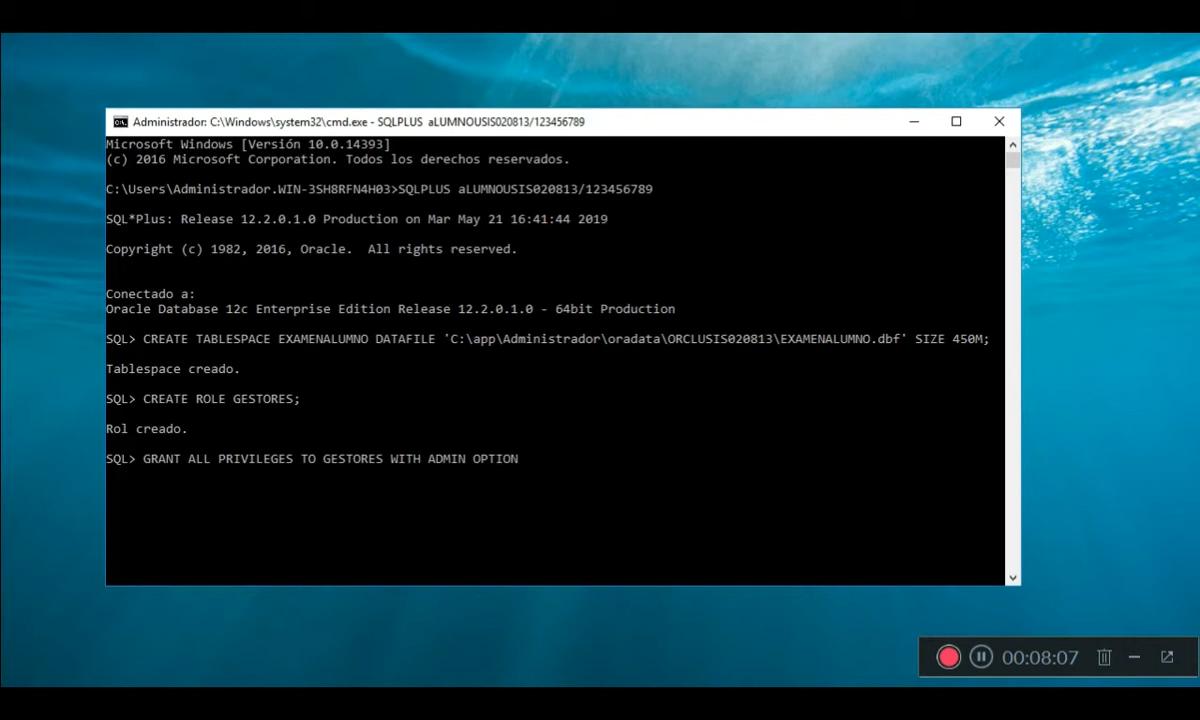 Administrador: C:\Windows\system32\cmd.exe - SQLPLUS aLUMNOUSIS020813/123456789
Microsoft Windows [Versión 10.0.14393]
(c) 2016 Microsoft Corporation. Todos los derechos reservados.
C:\Users\Administrador.WIN-3SH8RFN4H03>SQLPLUS aLUMNOUSIS020813/123456789
SQL*Plus: Release 12.2.0.1.0 Production on Mar May 21 16:41:44 2019
Copyright (c) 1982, 2016, Oracle.  All rights reserved.
Conectado a:
Oracle Database 12c Enterprise Edition Release 12.2.0.1.0 - 64bit Production
SQL> CREATE TABLESPACE EXAMENALUMNO DATAFILE 'C:\app\Administrador\oradata\ORCLUSIS020813\EXAMENALUMNO.dbf' SIZE 450M;
Tablespace creado.
SQL> CREATE ROLE GESTORES;
Rol creado.
SQL> GRANT ALL PRIVILEGES TO GESTORES WITH ADMIN OPTION
00:08:07